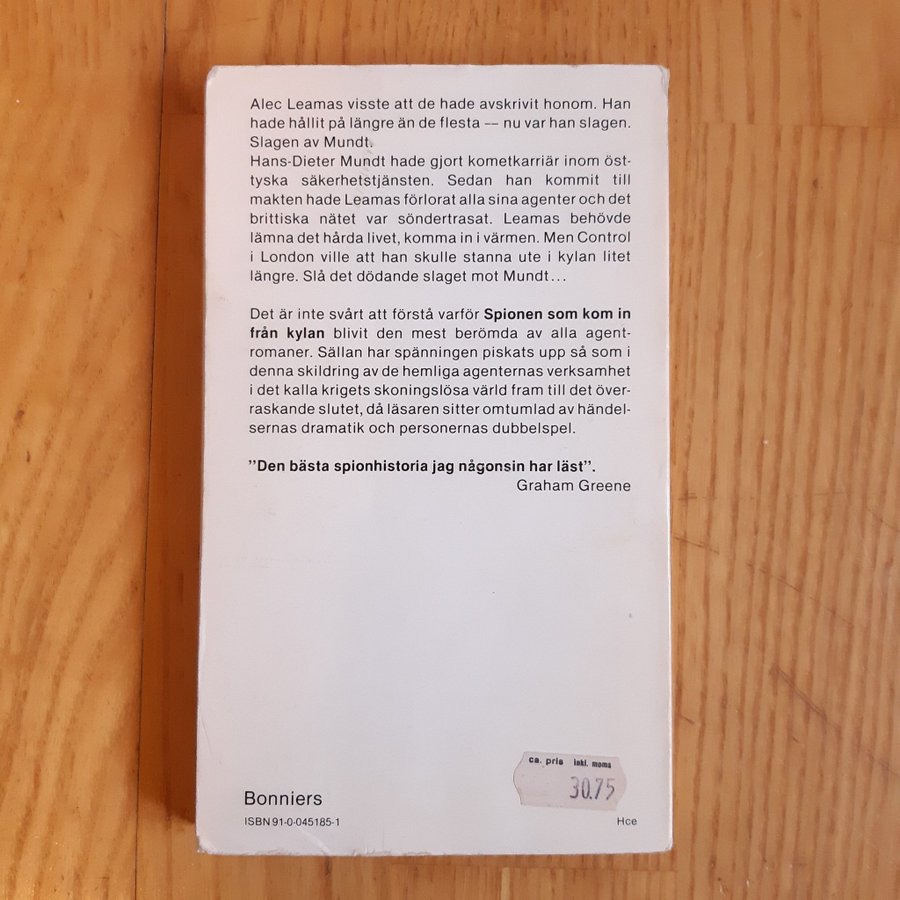 Alec Leamas visste att de hade avskrivit honom. Han
hade hållit på längre än de flesta -- nu var han slagen.
Slagen av Mundt.
Hans-Dieter Mundt hade gjort kometkarriär inom öst-
tyska säkerhetstjänsten. Sedan han kommit till
makten hade Leamas förlorat alla sina agenter och det
brittiska nätet var söndertrasat. Leamas behövde
lämna det hårda livet, komma in i värmen. Men Control
i London ville att han skulle stanna ute i kylan litet
längre. Slå det dödande slaget mot Mundt...
Det är inte svårt att förstå varför Spionen som kom in
från kylan blivit den mest berömda av alla agent-
romaner. Sällan har spänningen piskats upp så som i
denna skildring av de hemliga agenternas verksamhet
i det kalla krigets skoningslösa värld fram till det över-
raskande slutet, då läsaren sitter omtumlad av händel-
sernas dramatik och personernas dubbelspel.
”Den bästa spionhistoria jag någonsin har läst”.
Graham Greene
ca. pris inkl. moms
30.75
Bonniers
ISBN 91-0-045185-1
Hce